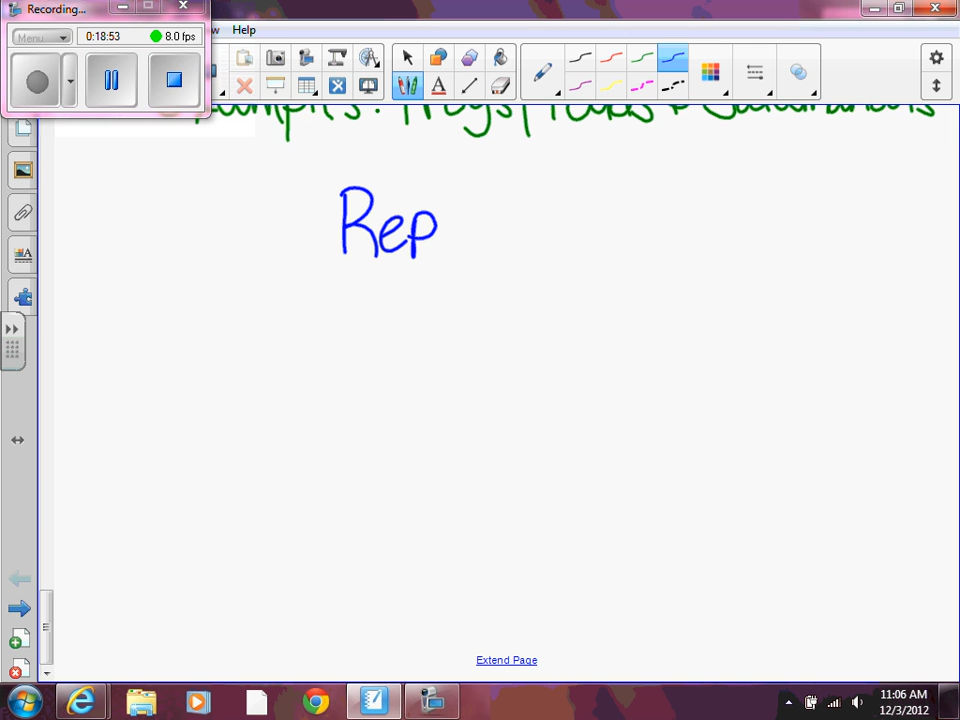 Recording...
Menu
0:18:53
8.0 fps
w Help
Rep
Extend Page
11:06 AM
12/3/2012